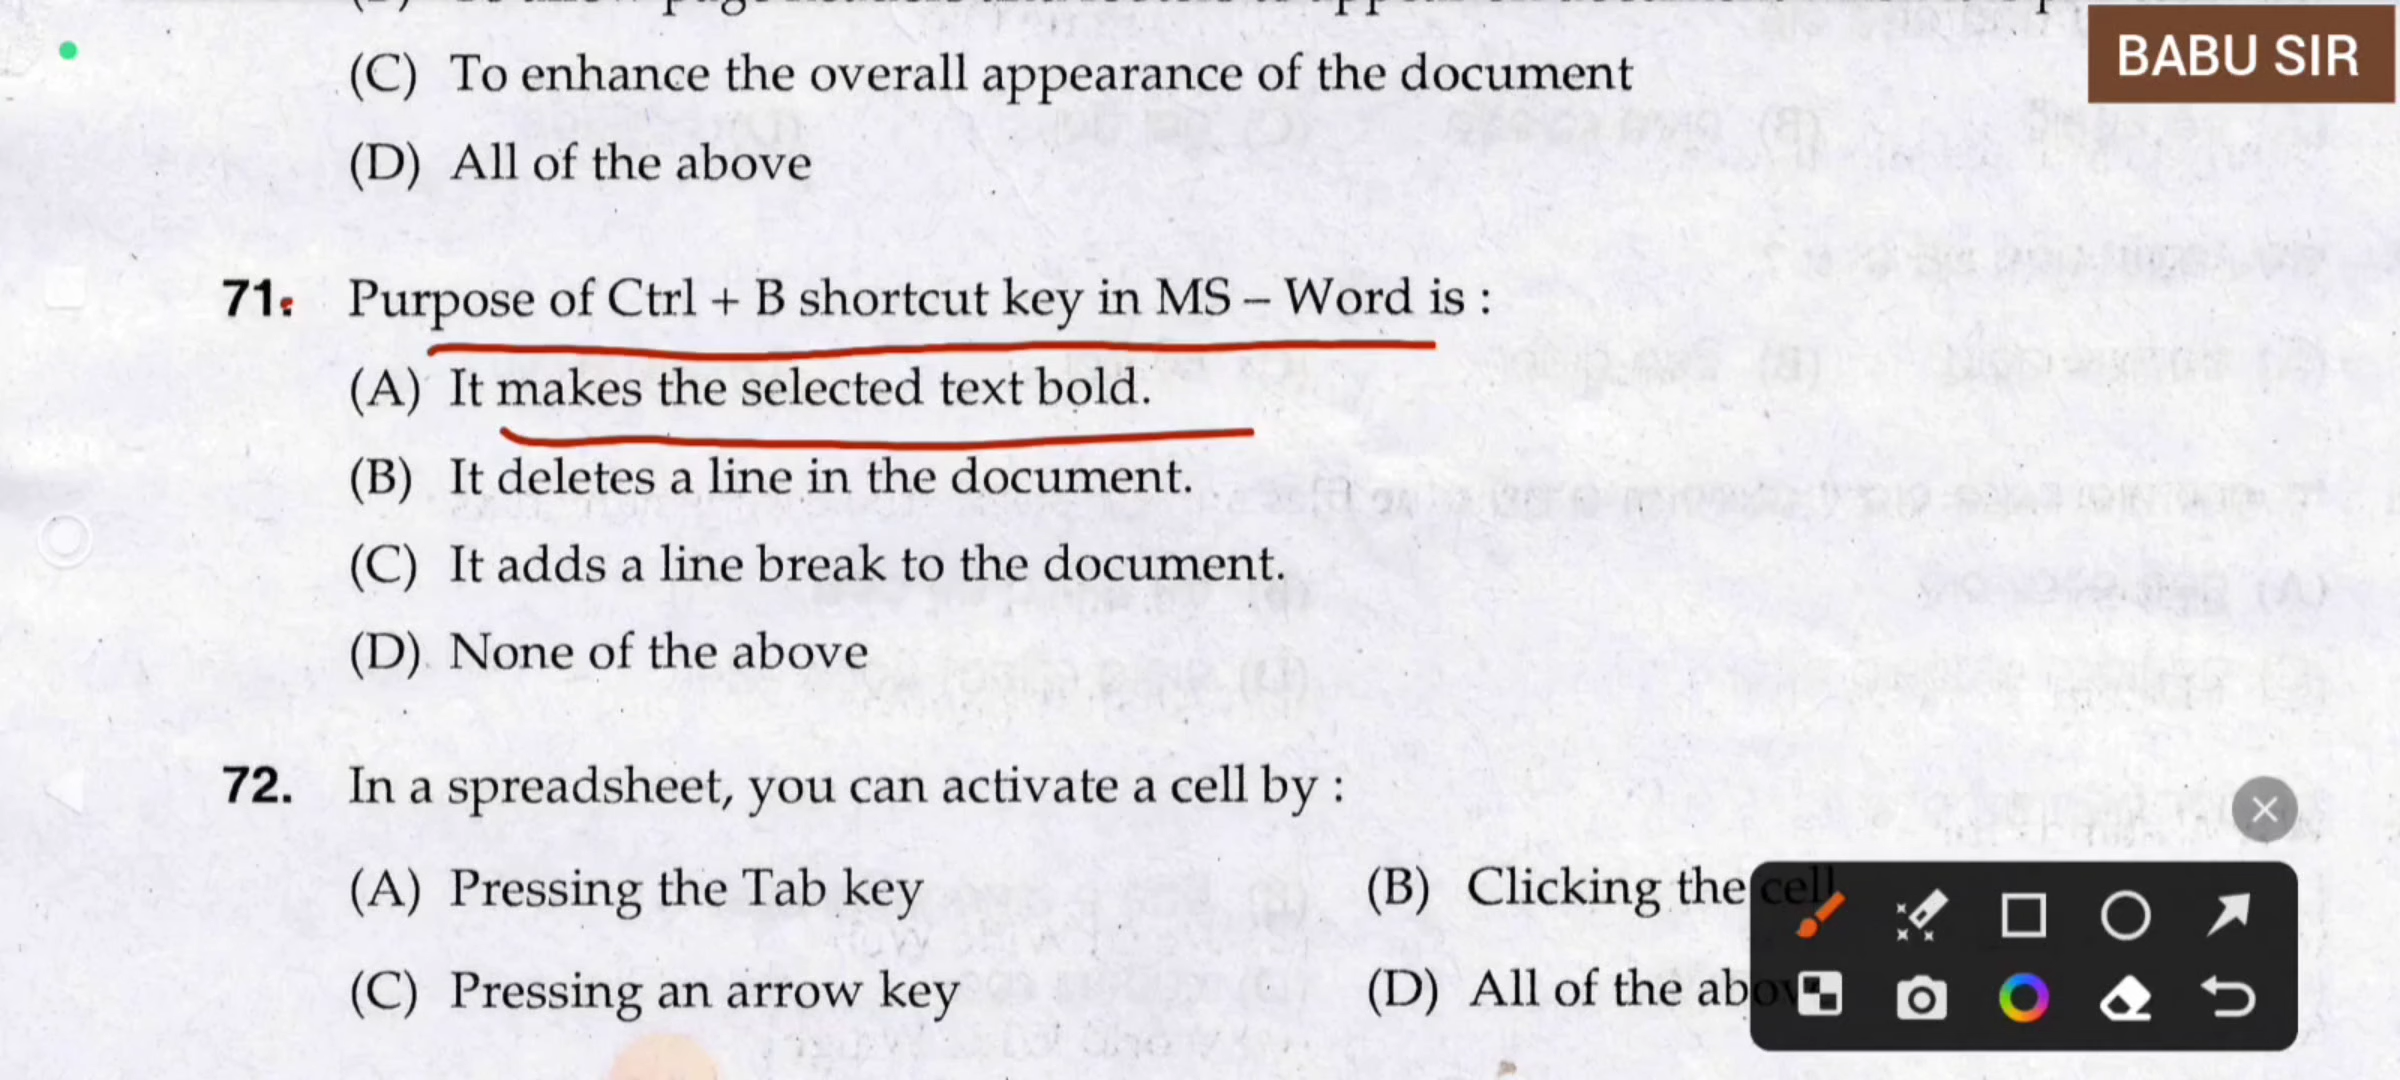 BABU SIR
(C) To enhance the overall appearance of the document
(D) All of the above
71. Purpose of Ctrl + B shortcut key in MS – Word is :
(A) It makes the selected text bold.
(B) It deletes a line in the document.
(C) It adds a line break to the document.
(D) None of the above
72. In a spreadsheet, you can activate a cell by :
(A) Pressing the Tab key (B) Clicking the cell
(C) Pressing an arrow key (D) All of the abov